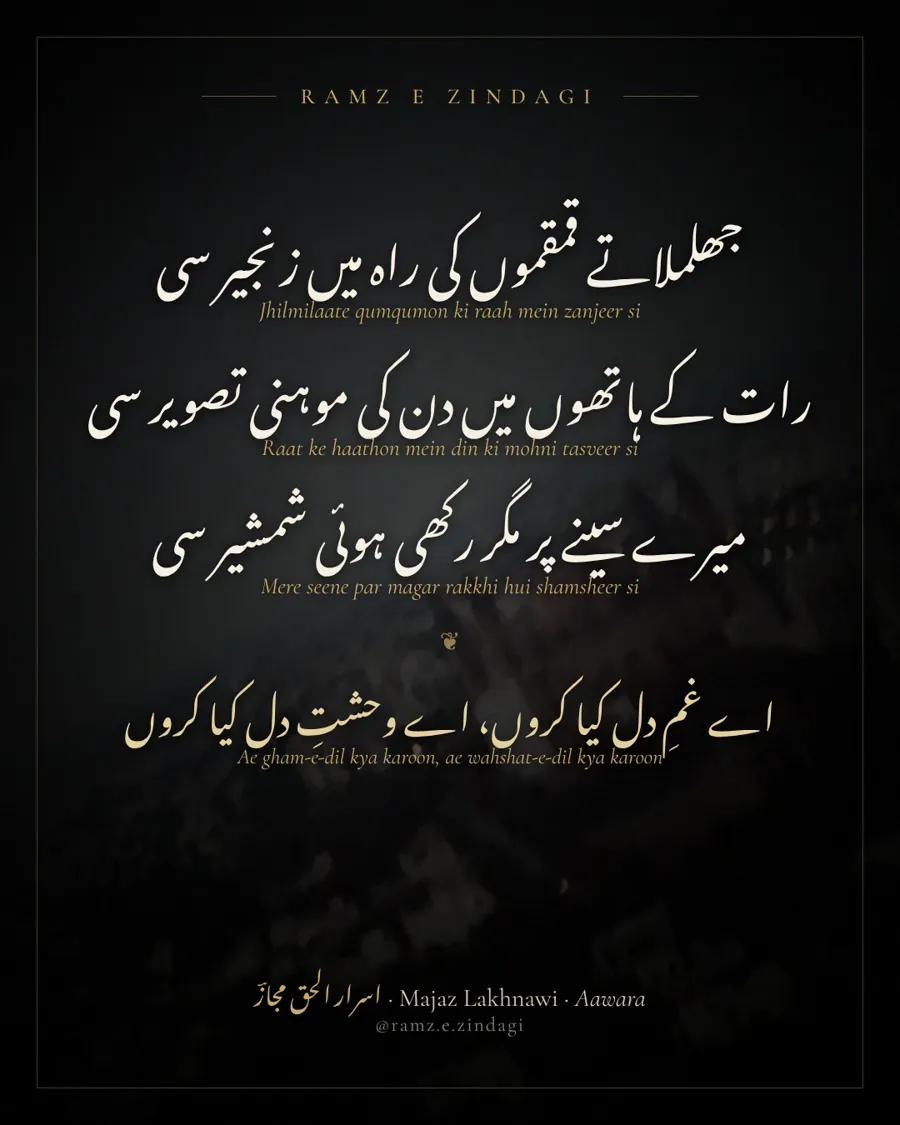 RAMZ E ZINDAGI
جھلملاتے قمقموں کی راہ میں زنجیر سی
Jhilmilaate qumqumon ki raah mein zanjeer si
رات کے ہاتھوں میں دن کی موہنی تصویر سی
Raat ke haathon mein din ki mohni tasveer si
میرے سینے پر مگر رکھی ہوئی شمشیر سی
Mere seene par magar rakkhi hui shamsheer si
❦
اے غمِ دل کیا کروں، اے وحشتِ دل کیا کروں
Ae gham-e-dil kya karoon, ae wahshat-e-dil kya karoon
اسرار الحق مجازؔ · Majaz Lakhnawi · Aawara
@ramz.e.zindagi